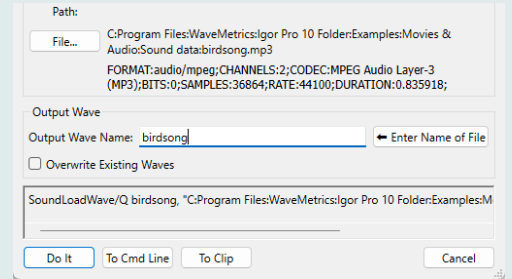 Path:
File...
C:Program Files:WaveMetrics:Igor Pro 10 Folder:Examples:Movies &
Audio:Sound data:birdsong.mp3
FORMAT:audio/mpeg;CHANNELS:2;CODEC:MPEG Audio Layer-3
(MP3);BITS:0;SAMPLES:36864;RATE:44100;DURATION:0.835918;
Output Wave
Output Wave Name: birdsong ⬅ Enter Name of File
Overwrite Existing Waves
SoundLoadWave/Q birdsong, "C:Program Files:WaveMetrics:Igor Pro 10 Folder:Examples:M
Do It To Cmd Line To Clip Cancel